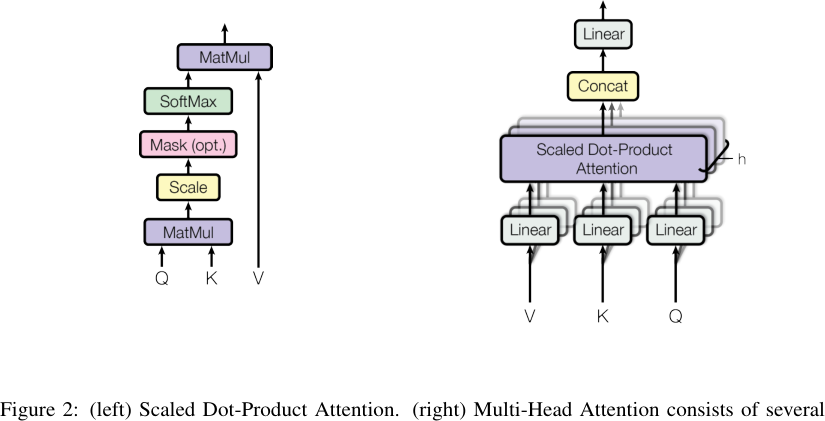 MatMul
SoftMax
Mask (opt.)
Scale
MatMul
Q K V
Linear
Concat
Scaled Dot-Product
Attention
h
Linear Linear Linear
V K Q
Figure 2: (left) Scaled Dot-Product Attention. (right) Multi-Head Attention consists of several